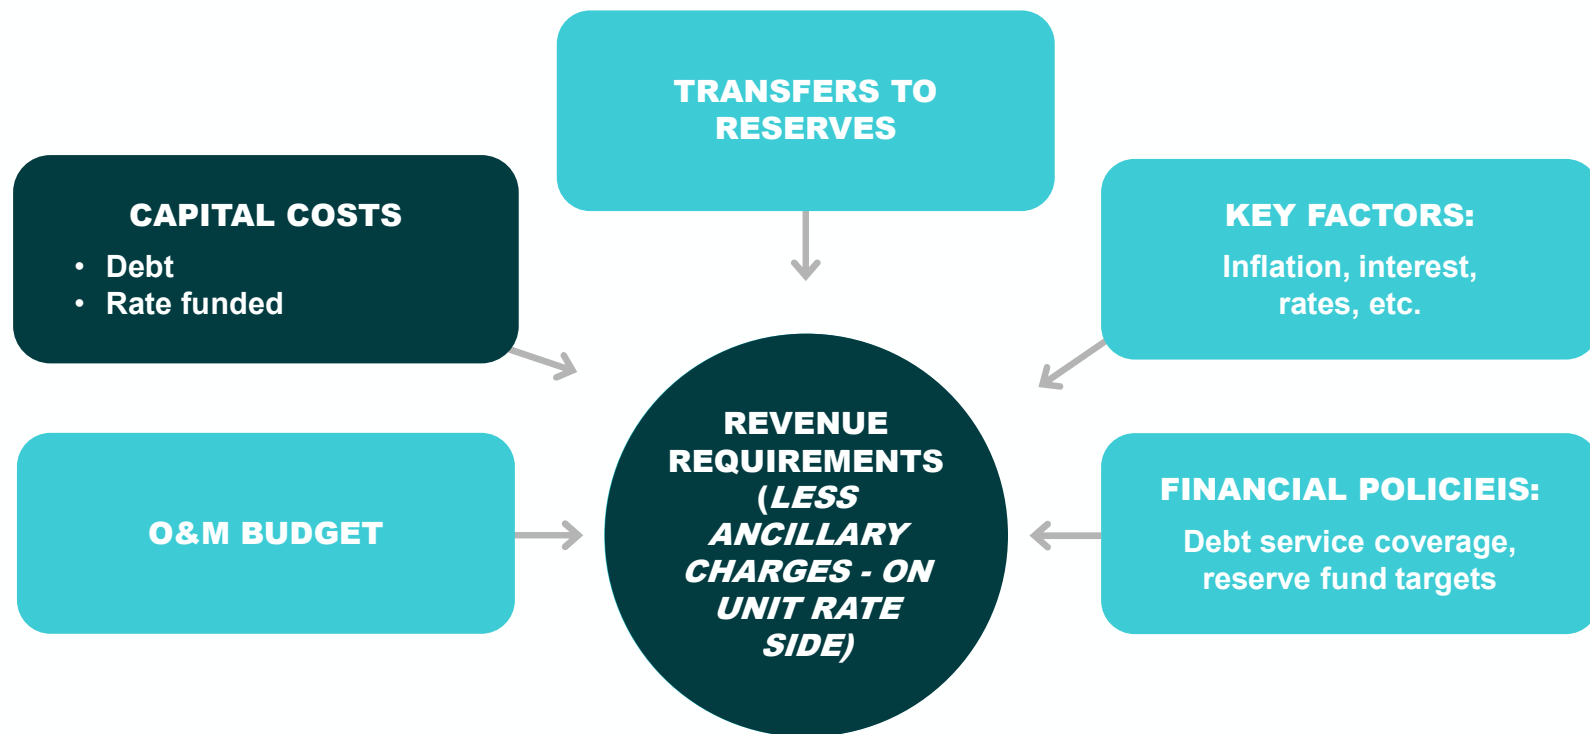 TRANSFERS TO
RESERVES
CAPITAL COSTS
• Debt
• Rate funded
KEY FACTORS:
Inflation, interest,
rates, etc.
O&M BUDGET
REVENUE
REQUIREMENTS
(LESS
ANCILLARY
CHARGES - ON
UNIT RATE
SIDE)
FINANCIAL POLICIEIS:
Debt service coverage,
reserve fund targets